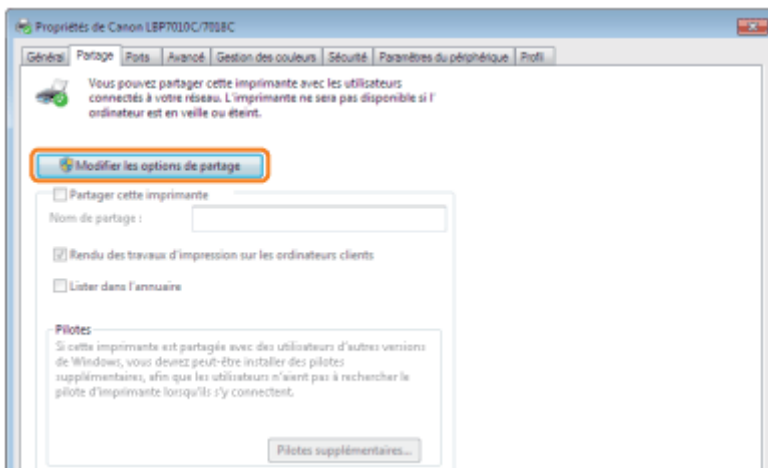 Propriétés de Canon LBP7010C/7018C
Général Partage Ports Avancé Gestion des couleurs Sécurité Paramètres du périphérique Profil
Vous pouvez partager cette imprimante avec les utilisateurs
connectés à votre réseau. L'imprimante ne sera pas disponible si l'
ordinateur est en veille ou éteint.
Modifier les options de partage
Partager cette imprimante
Nom de partage :
Rendu des travaux d'impression sur les ordinateurs clients
Lister dans l'annuaire
Pilotes
Si cette imprimante est partagée avec des utilisateurs d'autres versions
de Windows, vous devrez peut-être installer des pilotes
supplémentaires, afin que les utilisateurs n'aient pas à rechercher le
pilote d'imprimante lorsqu'ils s'y connectent.
Pilotes supplémentaires...